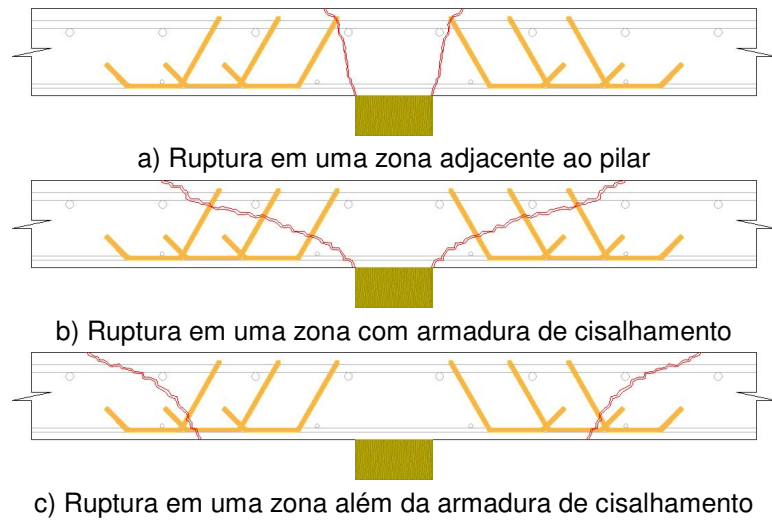 a) Ruptura em uma zona adjacente ao pilar
b) Ruptura em uma zona com armadura de cisalhamento
c) Ruptura em uma zona além da armadura de cisalhamento